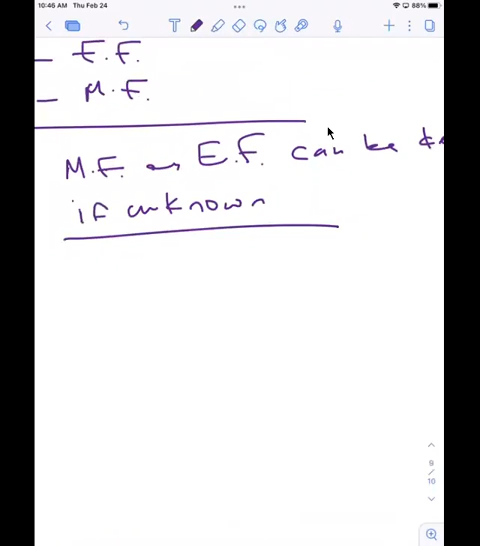 10:46 AM Thu Feb 24
88%
T
– E.F.
– M.F.
M.F. or E.F. can be
if unknown
9
/
10